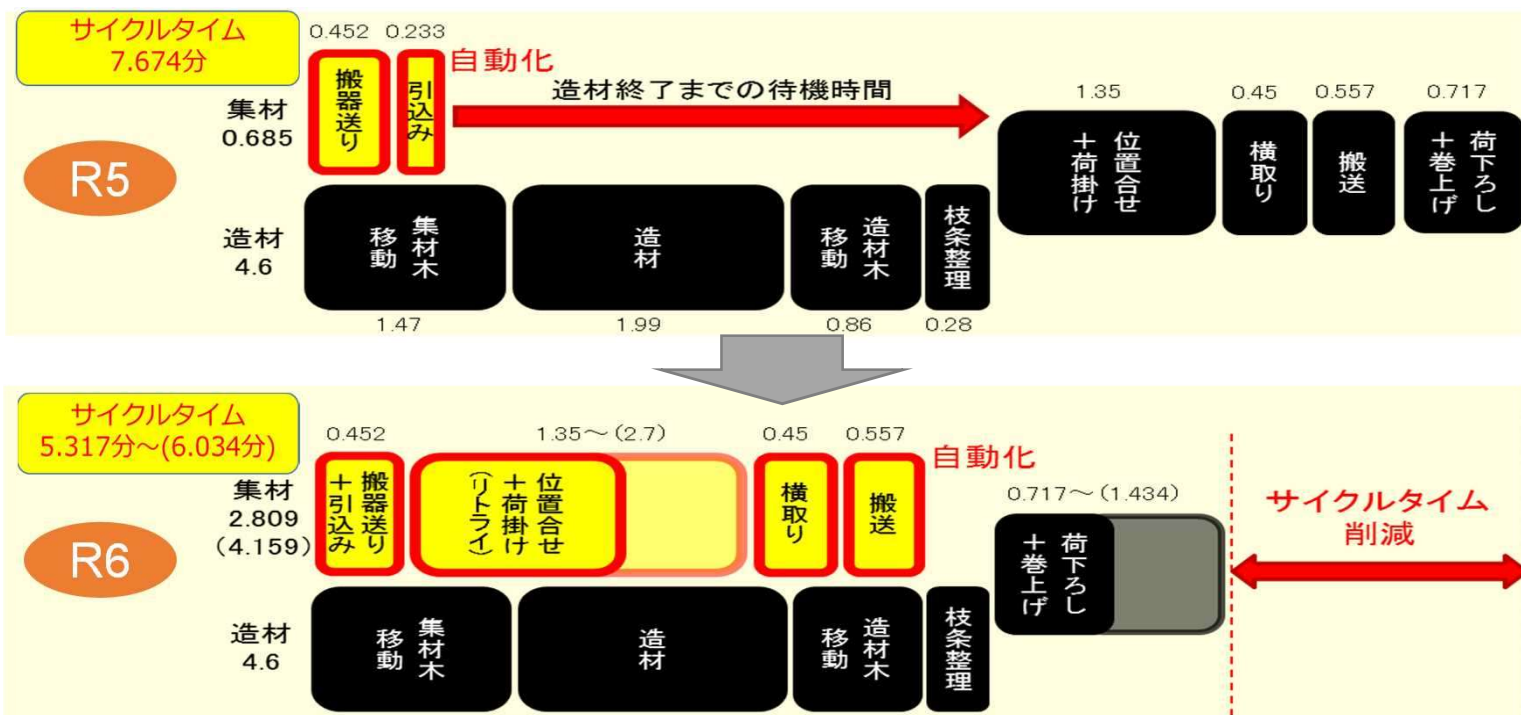 サイクルタイム
7.674分
0.452
0.233
自動化
造材終了までの待機時間
1.35
0.45
0.557
0.717
集材
0.685
搬器送り
引込み
位置合せ
+荷掛け
横取り
搬送
荷下ろし
+巻上げ
R5
造材
4.6
集材木
移動
造材
造材木
移動
枝条整理
1.47
1.99
0.86
0.28
サイクルタイム
5.317分～(6.034分)
0.452
1.35～(2.7)
0.45
0.557
自動化
集材
2.809
(4.159)
搬器送り
+引込み
位置合せ
+荷掛け
(リトライ)
横取り
搬送
0.717～(1.434)
荷下ろし
+巻上げ
サイクルタイム
削減
R6
造材
4.6
集材木
移動
造材
造材木
移動
枝条整理